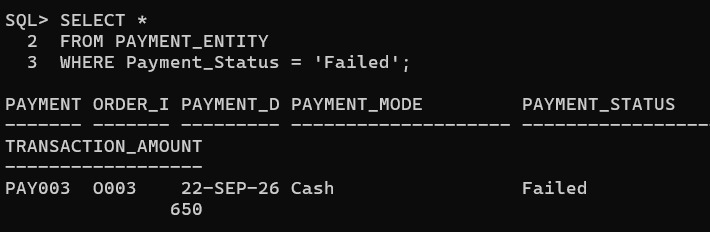 SQL> SELECT *
  2  FROM PAYMENT_ENTITY
  3  WHERE Payment_Status = 'Failed';

PAYMENT ORDER_I PAYMENT_D PAYMENT_MODE         PAYMENT_STATUS
------- ------- --------- -------------------- -----------------
TRANSACTION_AMOUNT
------------------
PAY003  O003    22-SEP-26 Cash                 Failed
               650